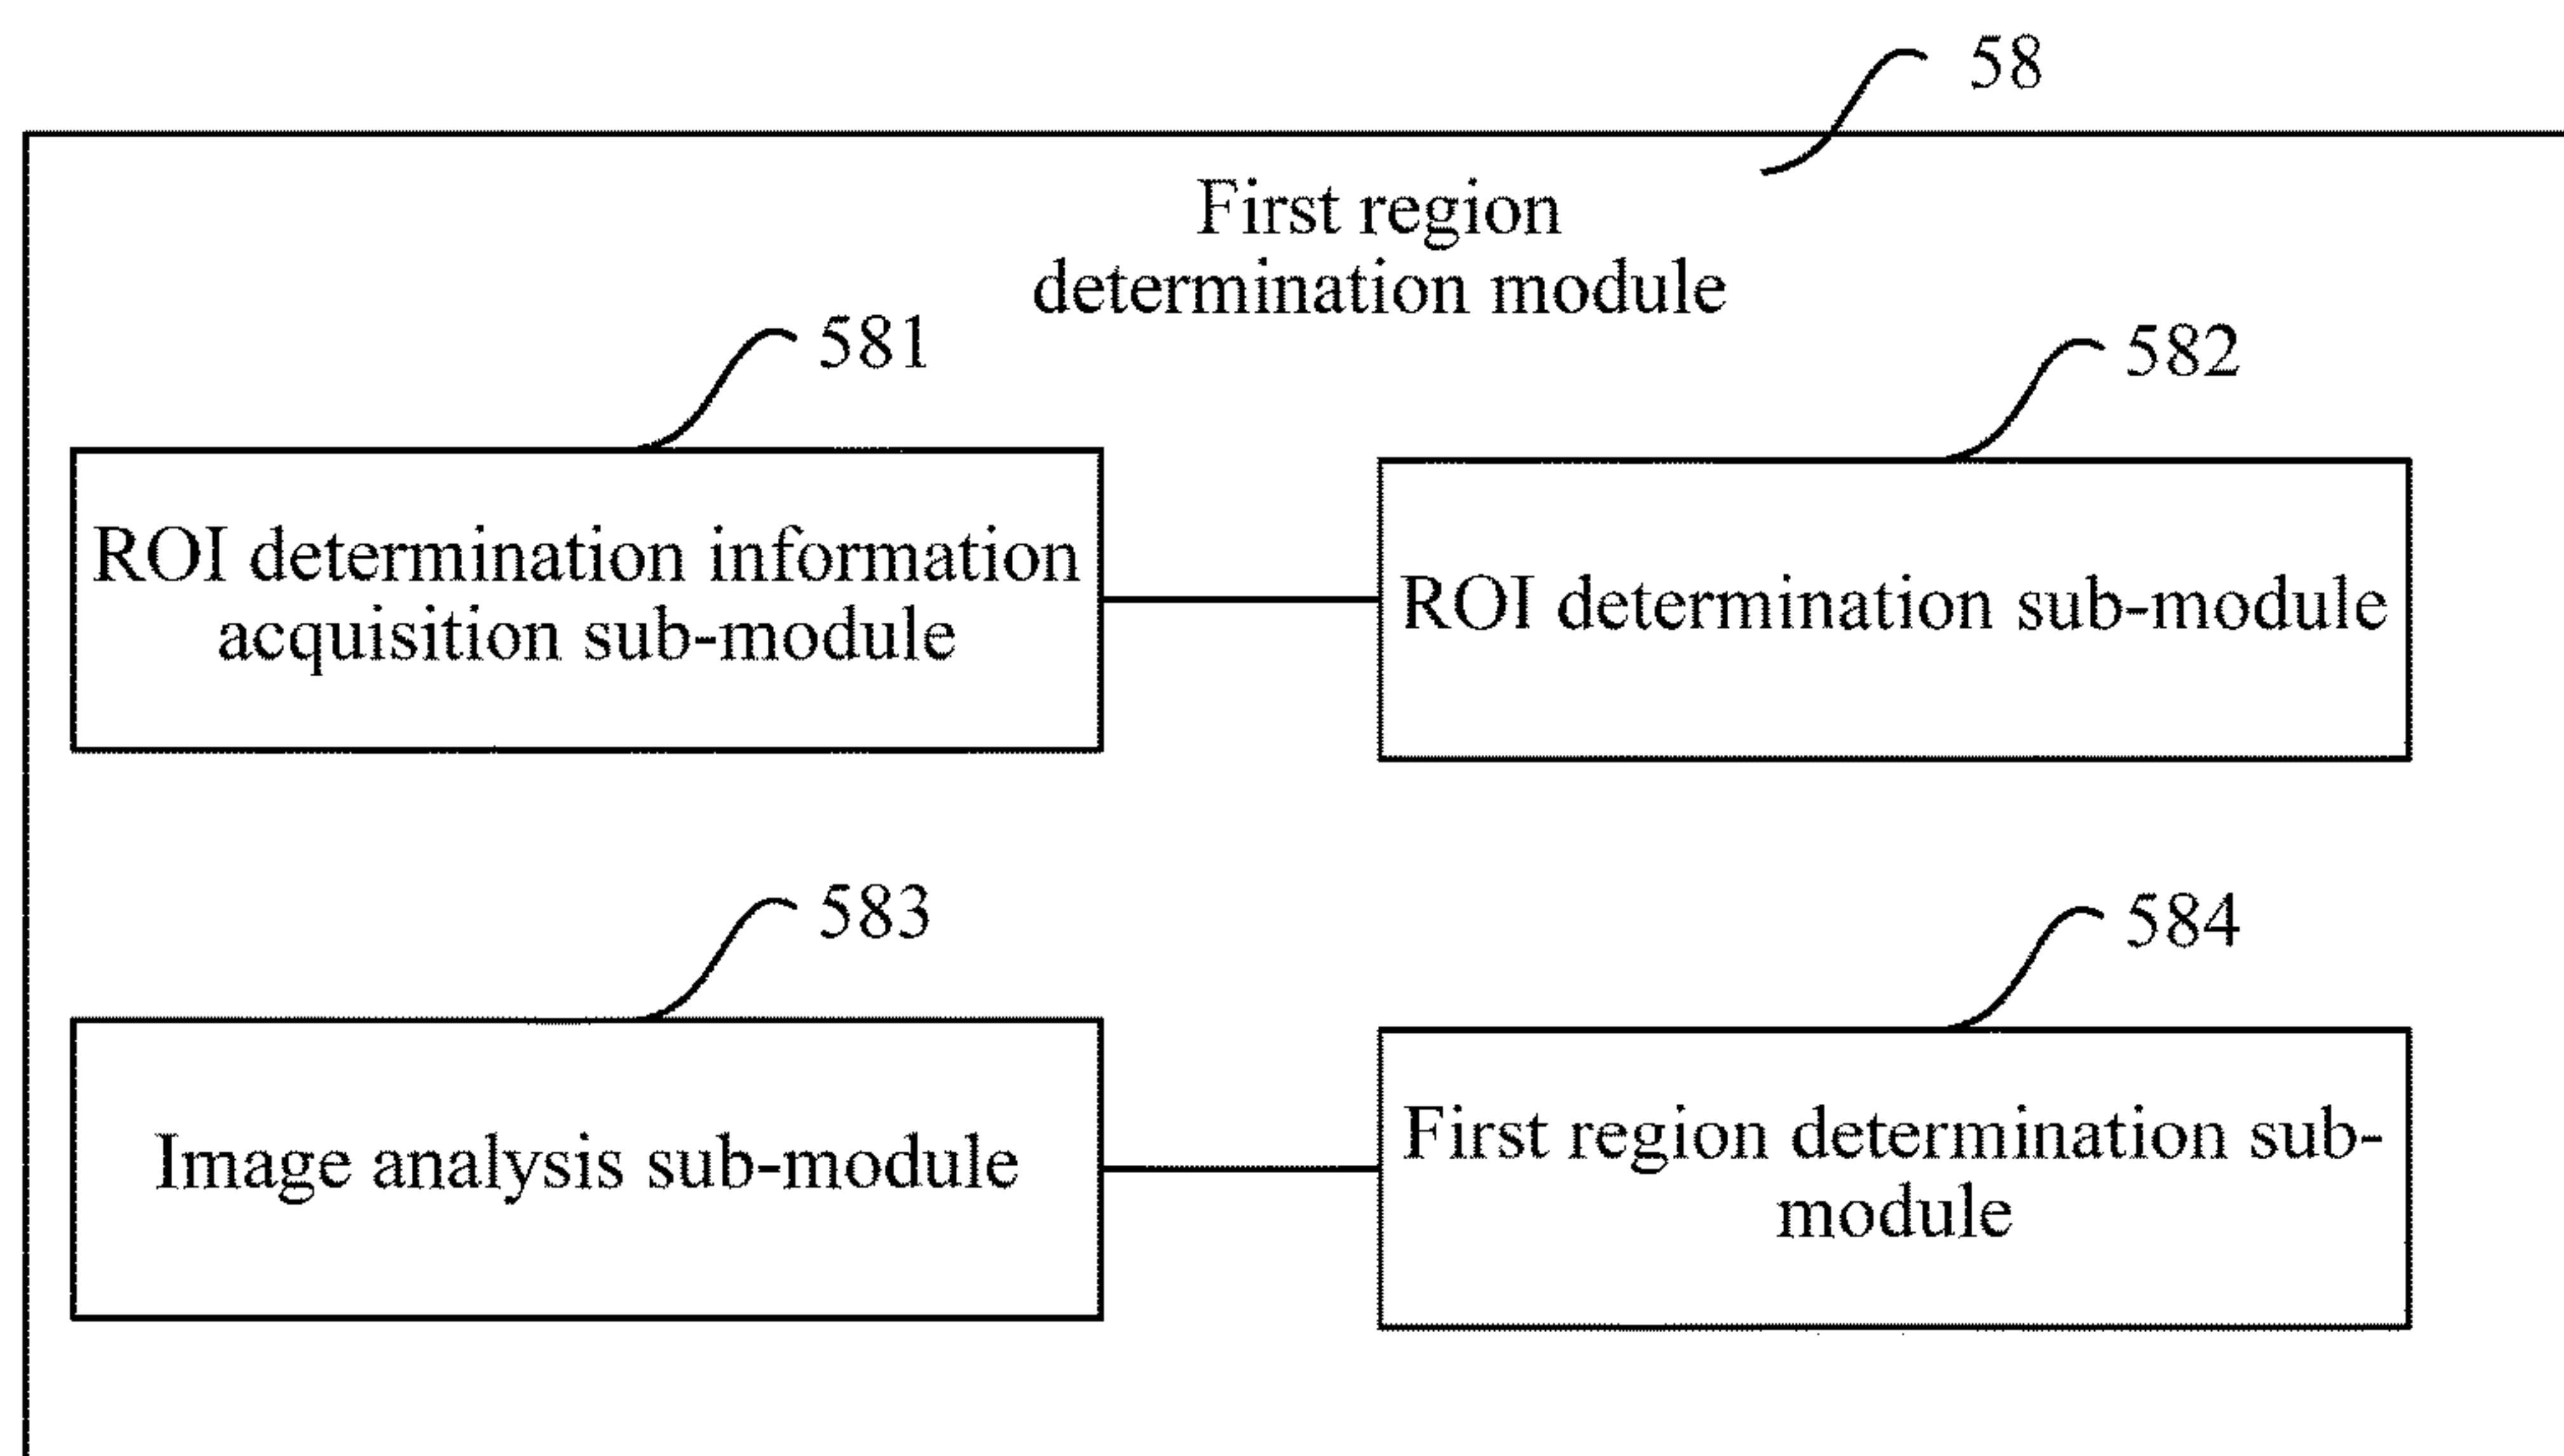 58
First region
determination module
581
582
ROI determination information
acquisition sub-module
ROI determination sub-module
583
584
Image analysis sub-module
First region determination sub-
module